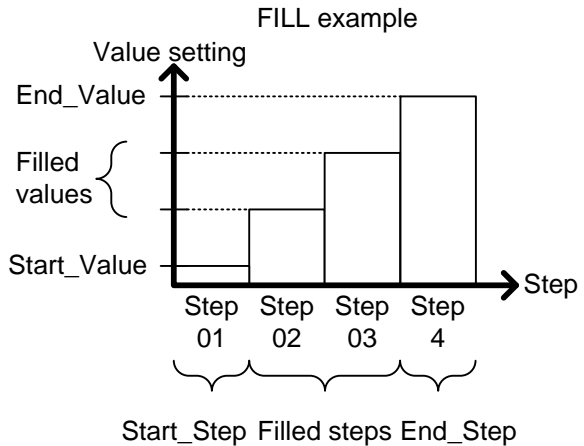 FILL example
Value setting
End_Value
Filled
values
Start_Value
Step
Step Step Step Step
01 02 03 4
Start_Step Filled steps End_Step